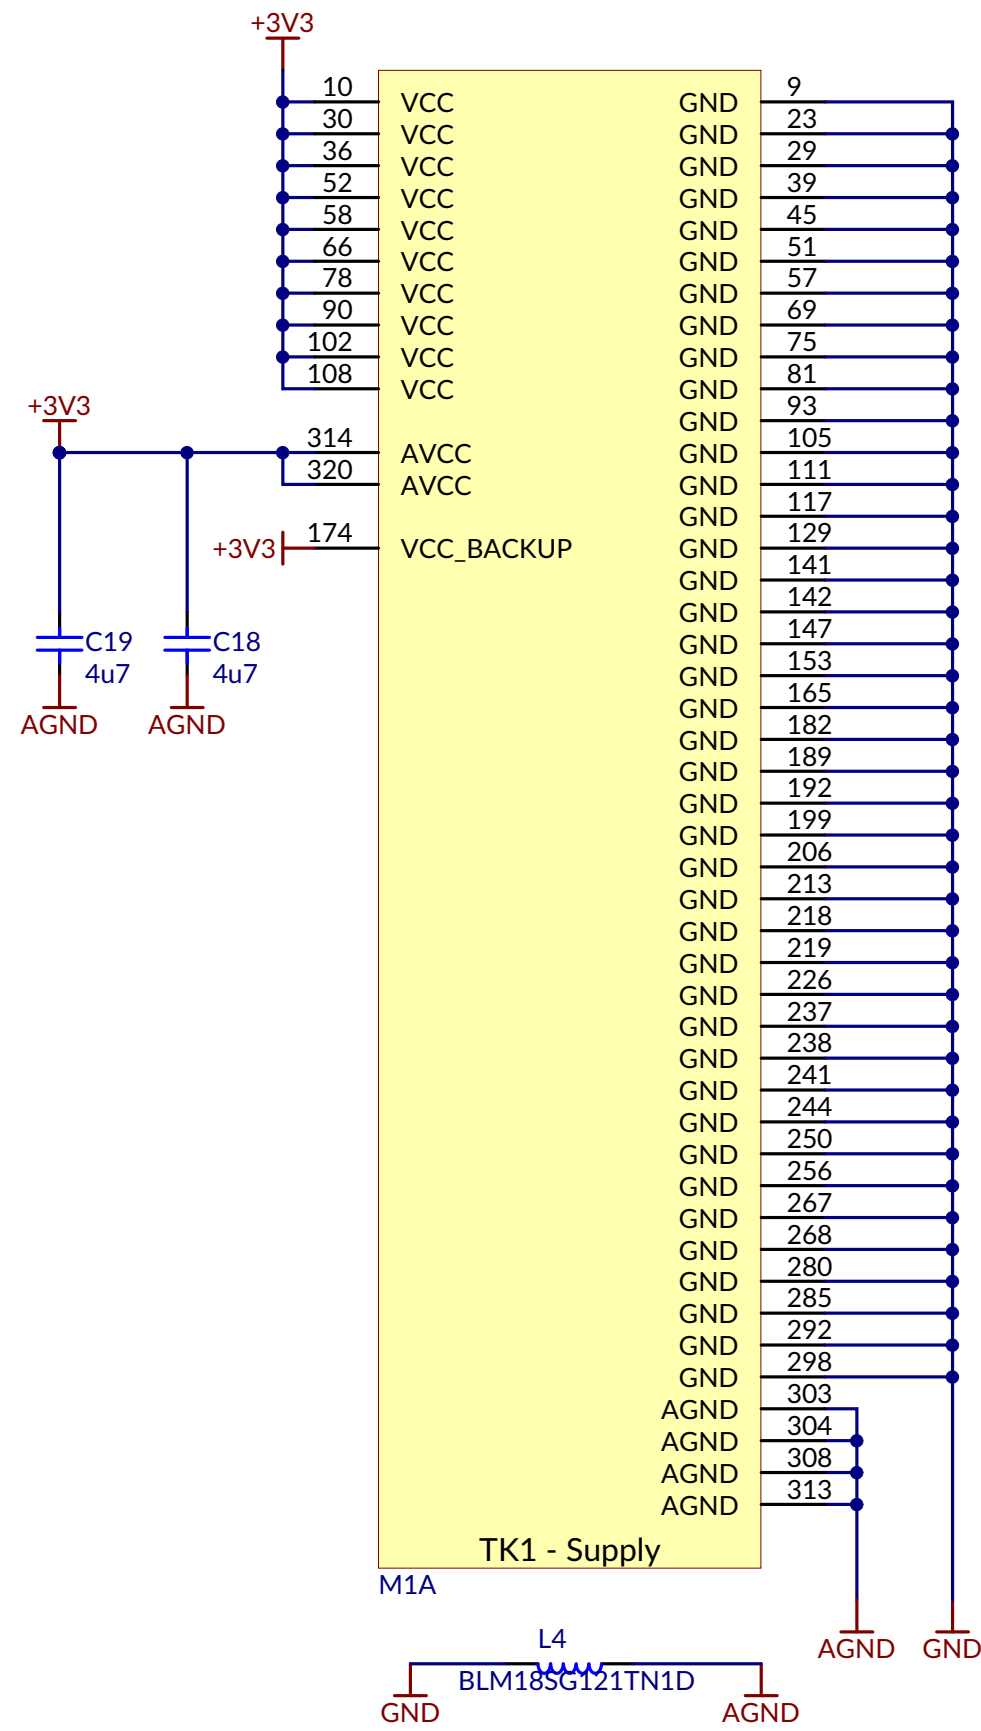 +3V3
10 VCC GND 9
30 VCC GND 23
36 VCC GND 29
52 VCC GND 39
58 VCC GND 45
66 VCC GND 51
78 VCC GND 57
90 VCC GND 69
102 VCC GND 75
108 VCC GND 81
+3V3
GND 93
314 AVCC GND 105
320 AVCC GND 111
GND 117
+3V3 174 VCC_BACKUP GND 129
GND 141
GND 142
C19 C18 GND 147
4u7 4u7 GND 153
GND 165
AGND AGND GND 182
GND 189
GND 192
GND 199
GND 206
GND 213
GND 218
GND 219
GND 226
GND 237
GND 238
GND 241
GND 244
GND 250
GND 256
GND 267
GND 268
GND 280
GND 285
GND 292
GND 298
AGND 303
AGND 304
AGND 308
AGND 313
TK1 - Supply
M1A
L4
AGND GND
BLM18SG121TN1D
GND AGND